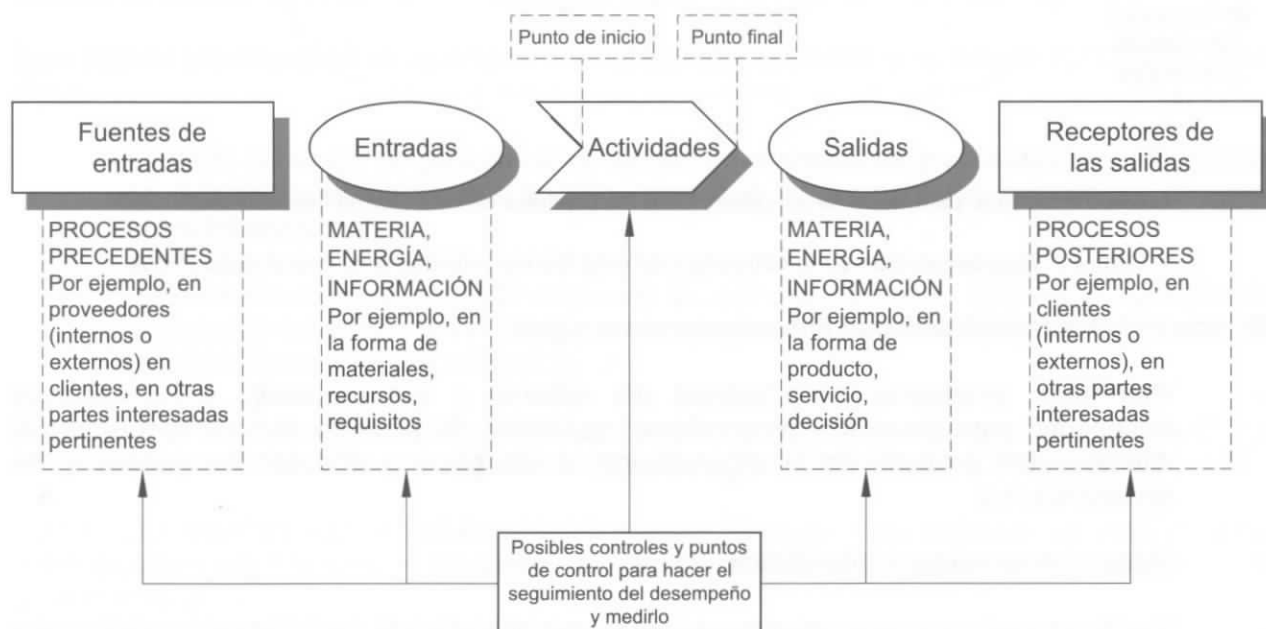 Punto de inicio
Punto final
Fuentes de
entradas
Entradas
Actividades
Salidas
Receptores de
las salidas
PROCESOS
PRECEDENTES
Por ejemplo, en
proveedores
(internos o
externos) en
clientes, en otras
partes interesadas
pertinentes
MATERIA,
ENERGÍA,
INFORMACIÓN
Por ejemplo, en
la forma de
materiales,
recursos,
requisitos
MATERIA,
ENERGÍA,
INFORMACIÓN
Por ejemplo, en
la forma de
producto,
servicio,
decisión
PROCESOS
POSTERIORES
Por ejemplo, en
clientes
(internos o
externos), en
otras partes
interesadas
pertinentes
Posibles controles y puntos
de control para hacer el
seguimiento del desempeño
y medirlo